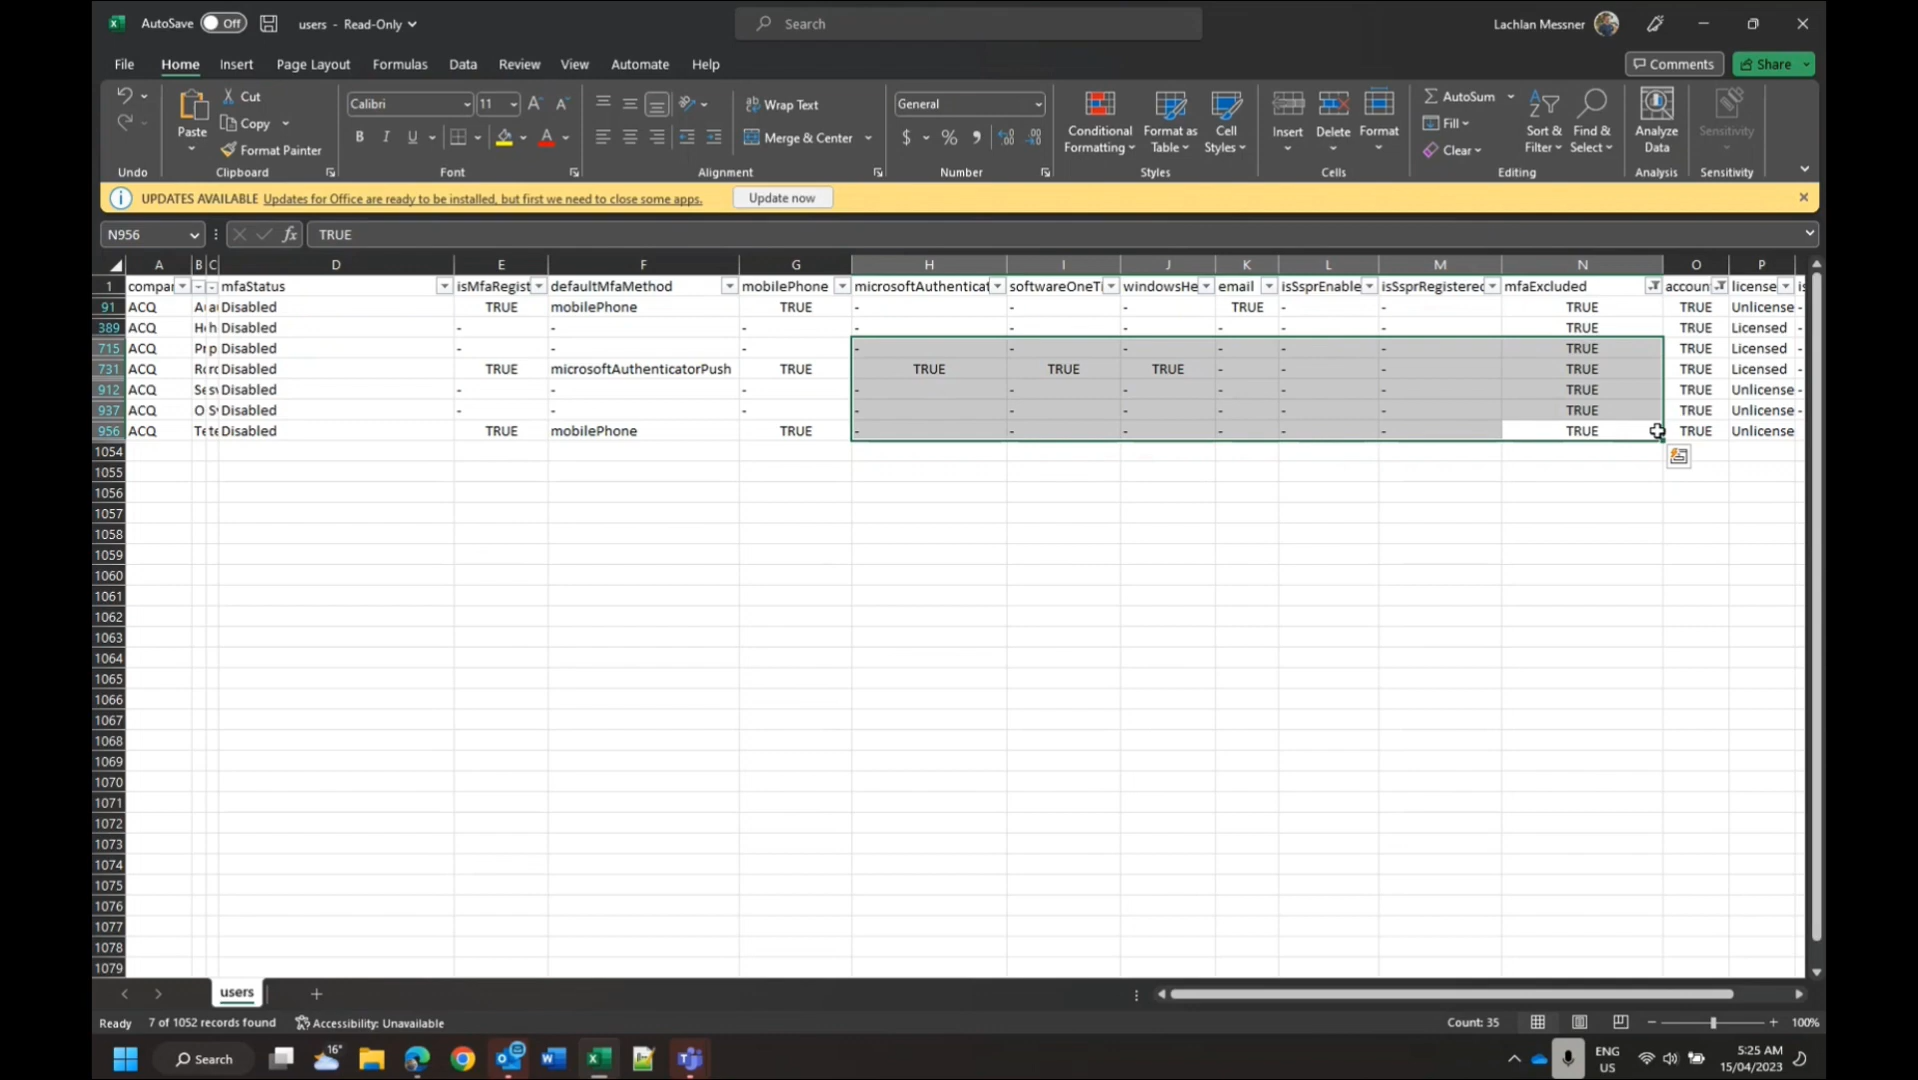 AutoSave Off users - Read-Only Search Lachlan Messner
File Home Insert Page Layout Formulas Data Review View Automate Help Comments Share
Cut Calibri 11 Wrap Text General AutoSum
Paste Copy Conditional Formatting Format as Table Cell Styles Insert Delete Format Fill Sort & Filter Find & Select Analyze Data Sensitivity
Format Painter Merge & Center Clear
Undo Clipboard Font Alignment Number Styles Cells Editing Analysis Sensitivity
UPDATES AVAILABLE Updates for Office are ready to be installed, but first we need to close some apps. Update now
N956 fx TRUE
A B C D E F G H I J K L M N O P
1 compar mfaStatus isMfaRegist defaultMfaMethod mobilePhone microsoftAuthenticat softwareOneTi windowsHe email isSsprEnable isSsprRegistered mfaExcluded accoun license is
91 ACQ Disabled TRUE mobilePhone TRUE - - - TRUE - - TRUE TRUE Unlicense -
389 ACQ Disabled - - - - - - - - - TRUE TRUE Licensed -
715 ACQ Disabled - - - - - - - - - TRUE TRUE Licensed -
731 ACQ Disabled TRUE microsoftAuthenticatorPush TRUE TRUE TRUE TRUE - - - TRUE TRUE Licensed -
912 ACQ Disabled - - - - - - - - - TRUE TRUE Unlicense -
937 ACQ Disabled - - - - - - - - - TRUE TRUE Unlicense -
956 ACQ Disabled TRUE mobilePhone TRUE - - - - - - TRUE TRUE Unlicense
1054
1055
1056
1057
1058
1059
1060
1061
1062
1063
1064
1065
1066
1067
1068
1069
1070
1071
1072
1073
1074
1075
1076
1077
1078
1079
users
Ready 7 of 1052 records found Accessibility: Unavailable Count: 35 100%
Search 16° ENG US 5:25 AM 15/04/2023